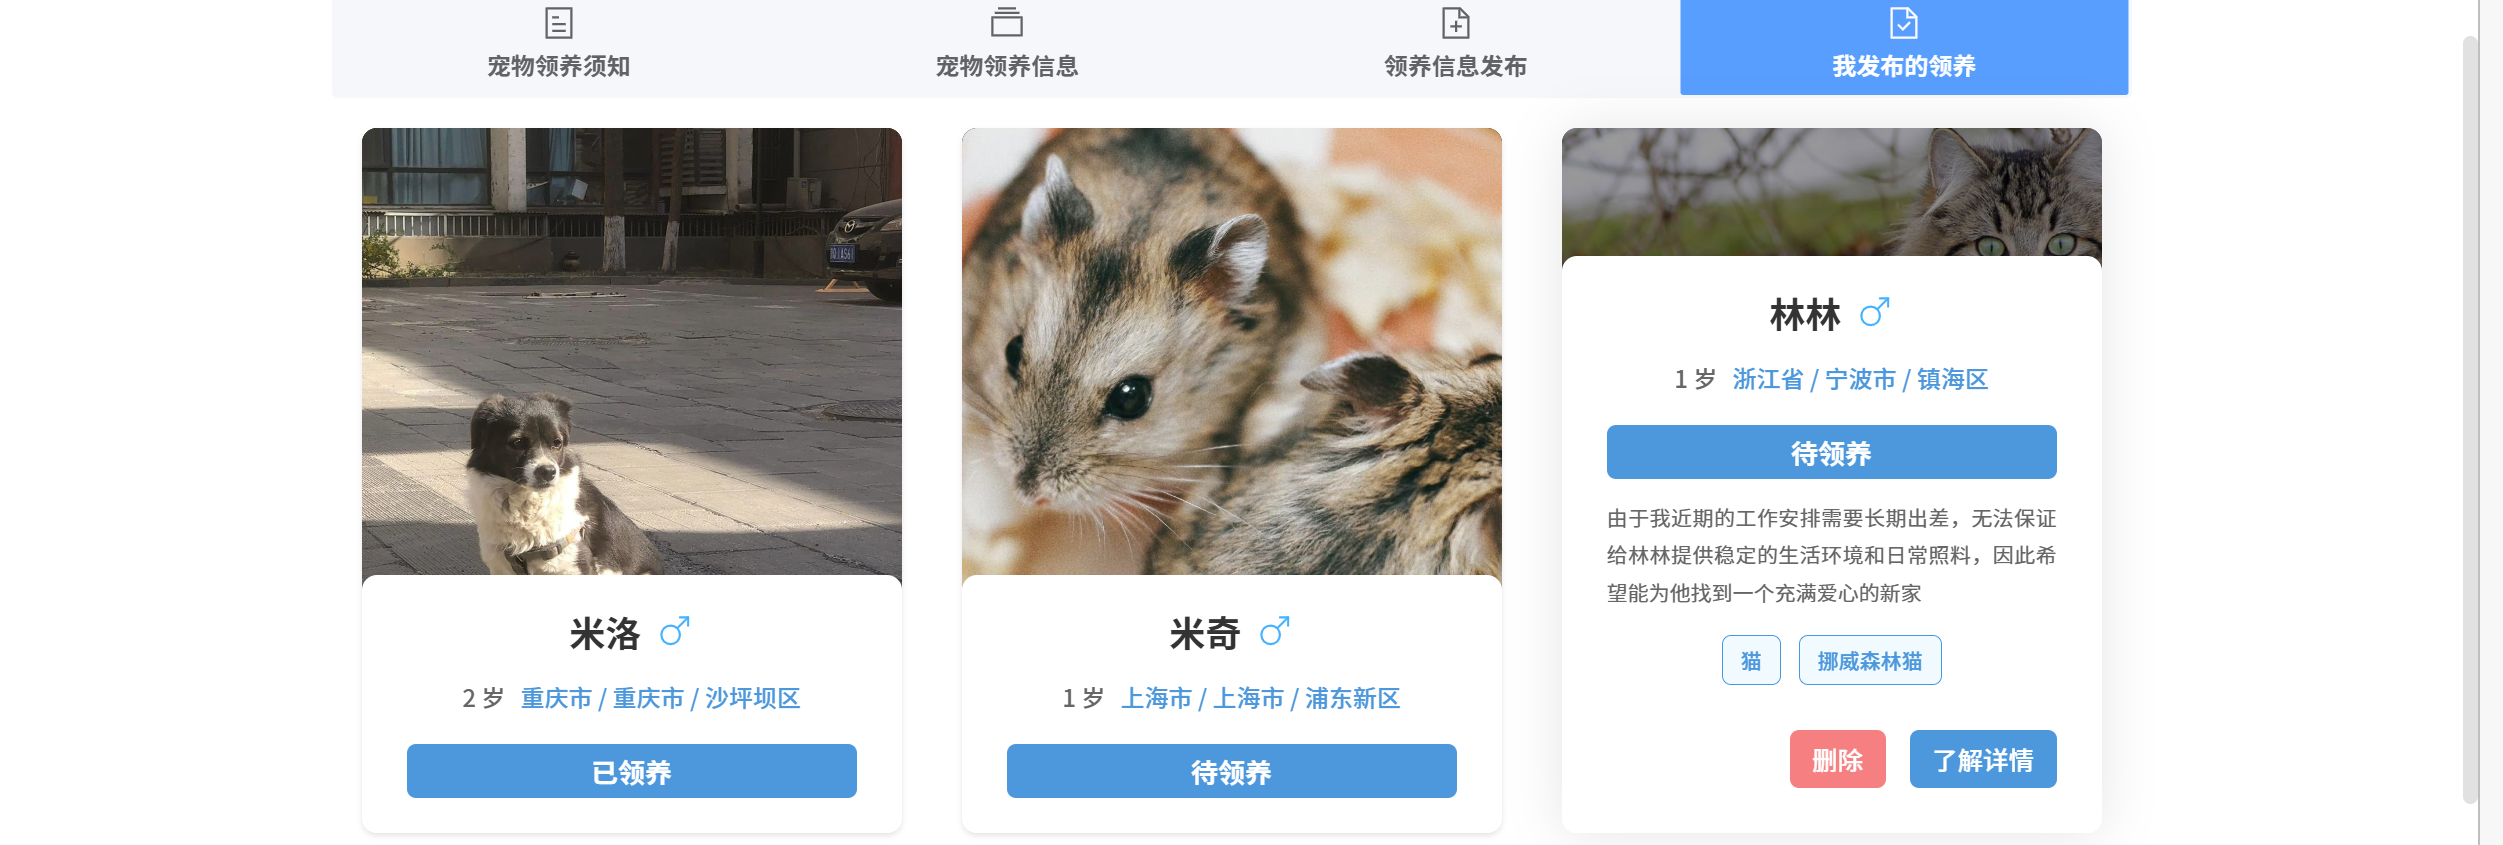 宠物领养须知
宠物领养信息
领养信息发布
我发布的领养
米洛
2 岁 重庆市 / 重庆市 / 沙坪坝区
已领养
米奇
1 岁 上海市 / 上海市 / 浦东新区
待领养
林林
1 岁 浙江省 / 宁波市 / 镇海区
待领养
由于我近期的工作安排需要长期出差，无法保证
给林林提供稳定的生活环境和日常照料，因此希
望能为他找到一个充满爱心的新家
猫
挪威森林猫
删除
了解详情